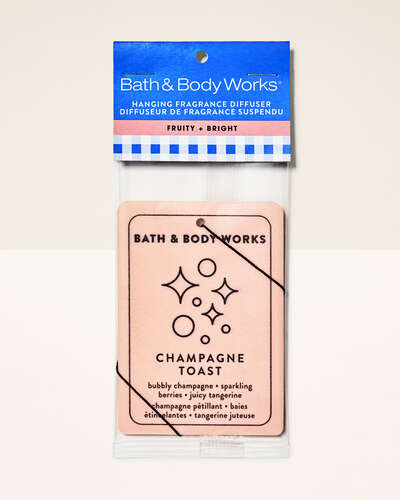 Bath & Body Works®
HANGING FRAGRANCE DIFFUSER
DIFFUSEUR DE FRAGRANCE SUSPENDU
FRUITY + BRIGHT
BATH & BODY WORKS
CHAMPAGNE
TOAST
bubbly champagne • sparkling
berries • juicy tangerine
champagne pétillant • baies
étincelantes • tangerine juteuse